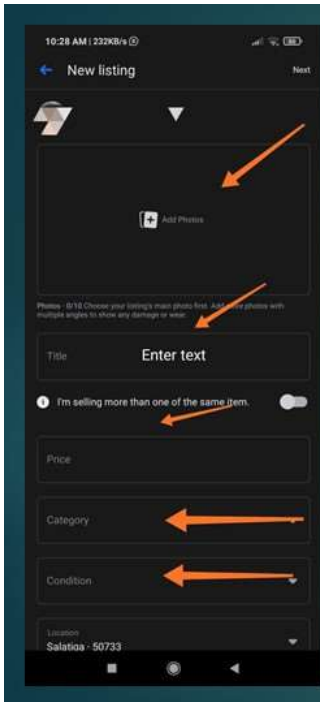 10:28 AM | 232KB/s
New listing
Next
Add Photos
Photos · 0/10 Choose your listing's main photo first. Add more photos with
multiple angles to show any damage or wear.
Title
Enter text
I'm selling more than one of the same item.
Price
Category
Condition
Location
Salatiga · 50733